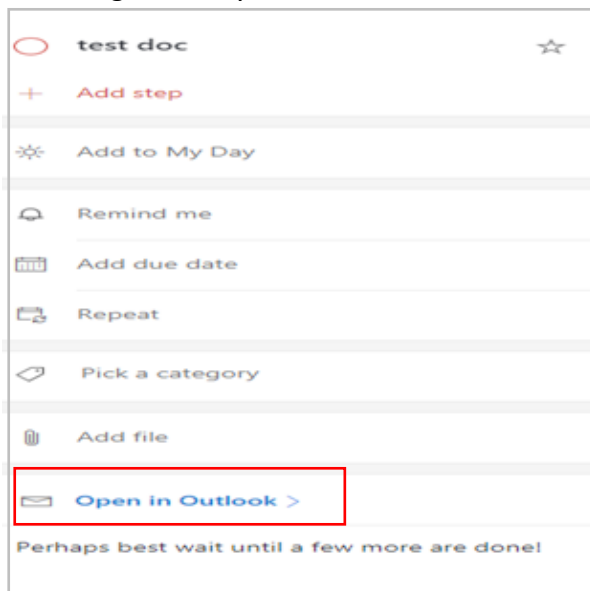 test doc
Add step
Add to My Day
Remind me
Add due date
Repeat
Pick a category
Add file
Open in Outlook >
Perhaps best wait until a few more are done!